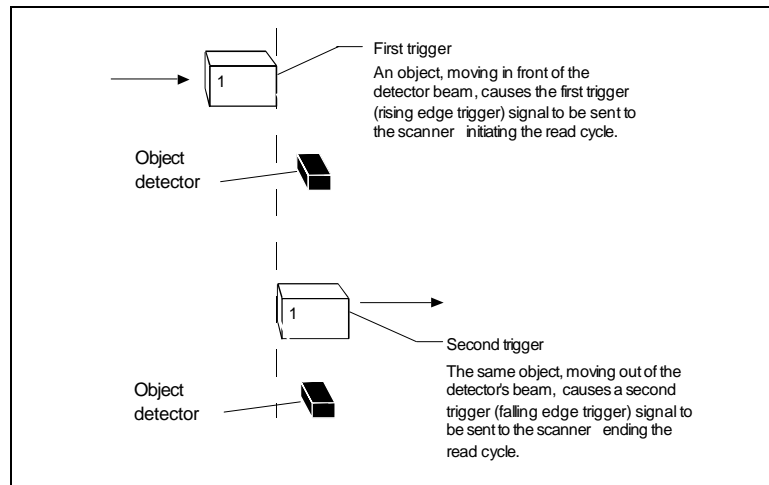 First trigger
1
An object, moving in front of the
detector beam, causes the first trigger
(rising edge trigger) signal to be sent to
the scanner initiating the read cycle.
Object
detector
1
Second trigger
The same object, moving out of the
detector's beam, causes a second
trigger (falling edge trigger) signal to
be sent to the scanner ending the
read cycle.
Object
detector